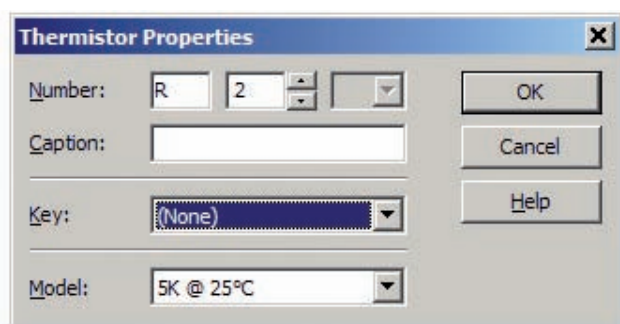 Thermistor Properties
Number: R 2 OK
Caption: Cancel
Key: (None) Help
Model: 5K @ 25°C